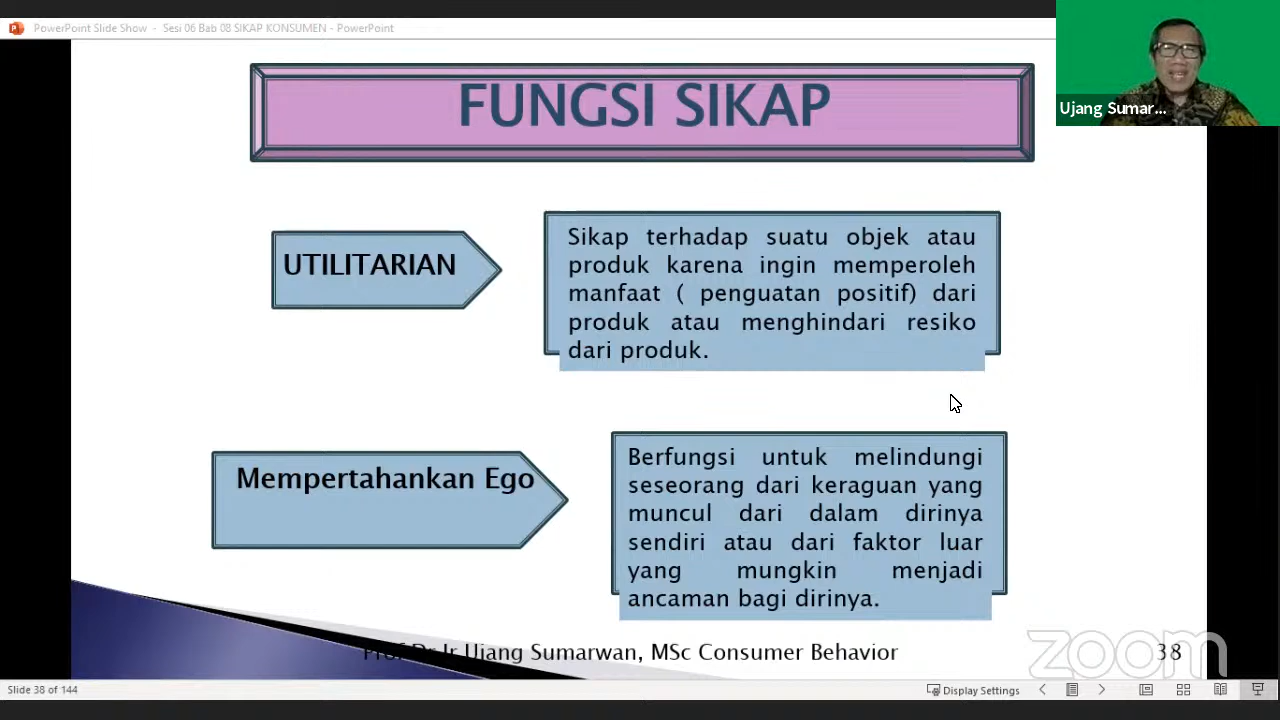 PowerPoint Slide Show - Sesi 06 Bab 08 SIKAP KONSUMEN - PowerPoint
Ujang Sumar...
FUNGSI SIKAP
UTILITARIAN
Sikap terhadap suatu objek atau
produk karena ingin memperoleh
manfaat ( penguatan positif) dari
produk atau menghindari resiko
dari produk.
Mempertahankan Ego
Berfungsi untuk melindungi
seseorang dari keraguan yang
muncul dari dalam dirinya
sendiri atau dari faktor luar
yang mungkin menjadi
ancaman bagi dirinya.
Prof Dr Ir Ujang Sumarwan, MSc Consumer Behavior
38
zoom
Slide 38 of 144
Display Settings